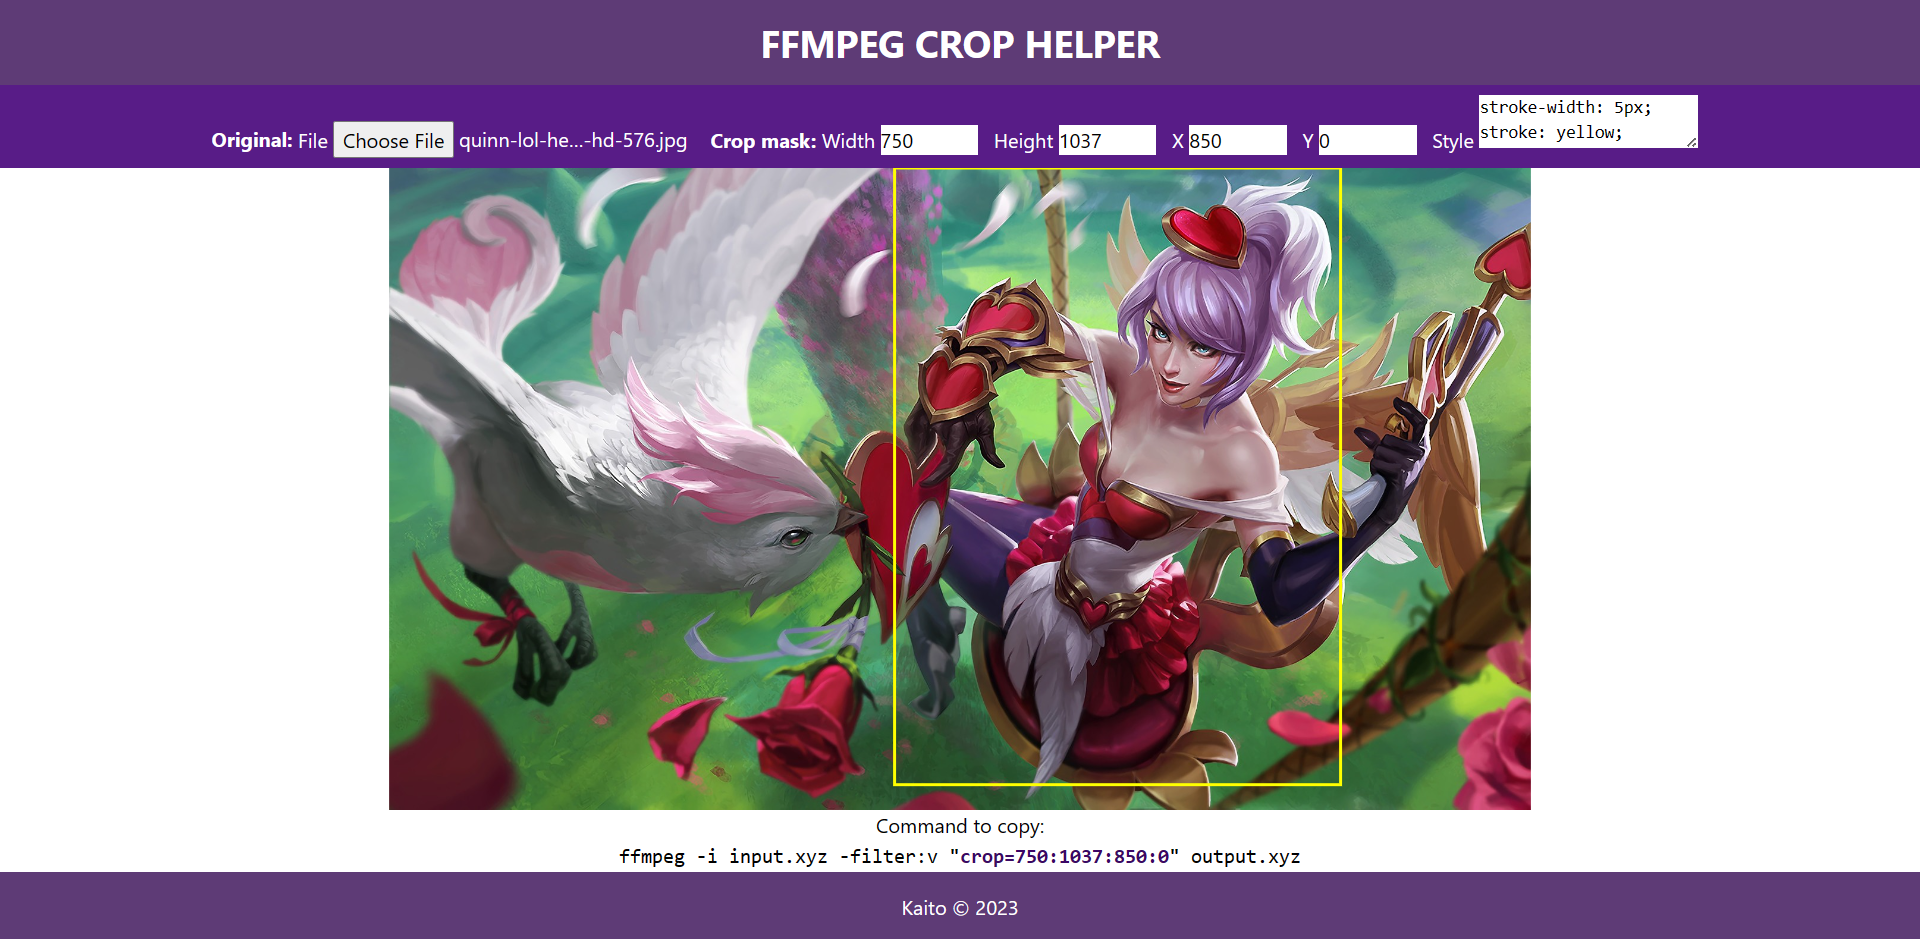 FFMPEG CROP HELPER
Original: File Choose File quinn-lol-he...-hd-576.jpg Crop mask: Width 750 Height 1037 X 850 Y 0 Style stroke-width: 5px;
stroke: yellow;
Command to copy:
ffmpeg -i input.xyz -filter:v "crop=750:1037:850:0" output.xyz
Kaito © 2023